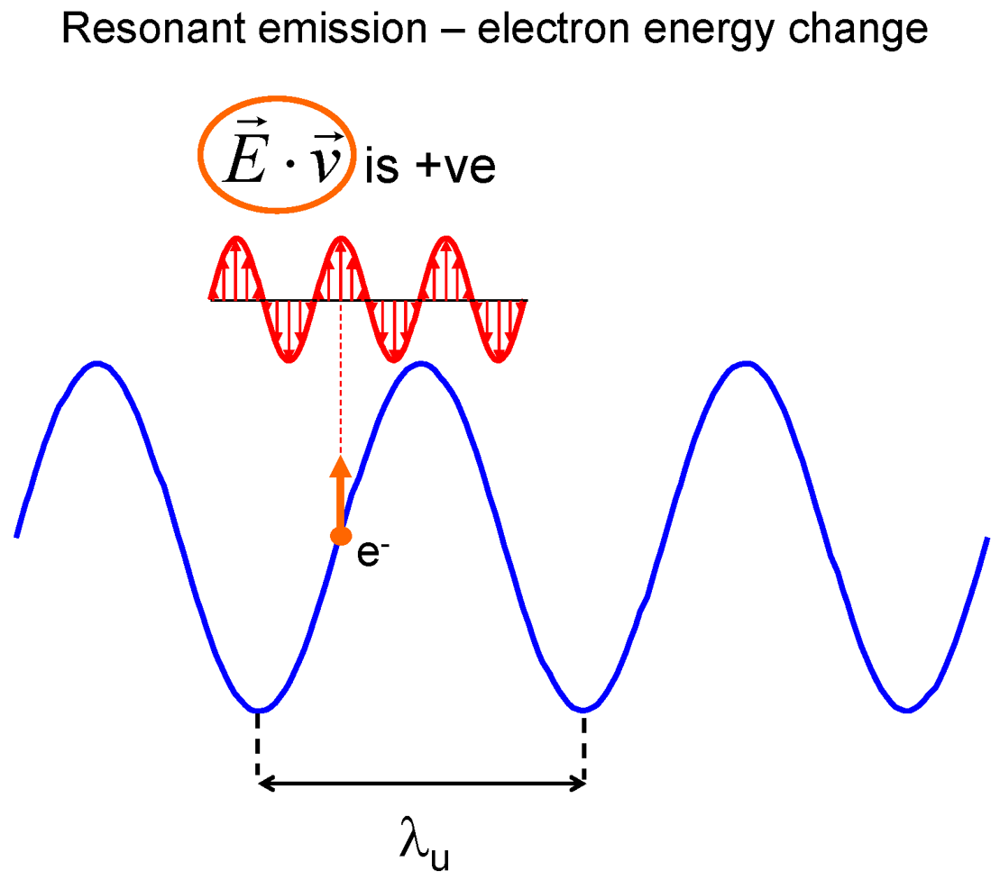 Resonant emission – electron energy change
E⃗ · v⃗ is +ve
e⁻
λᵤ